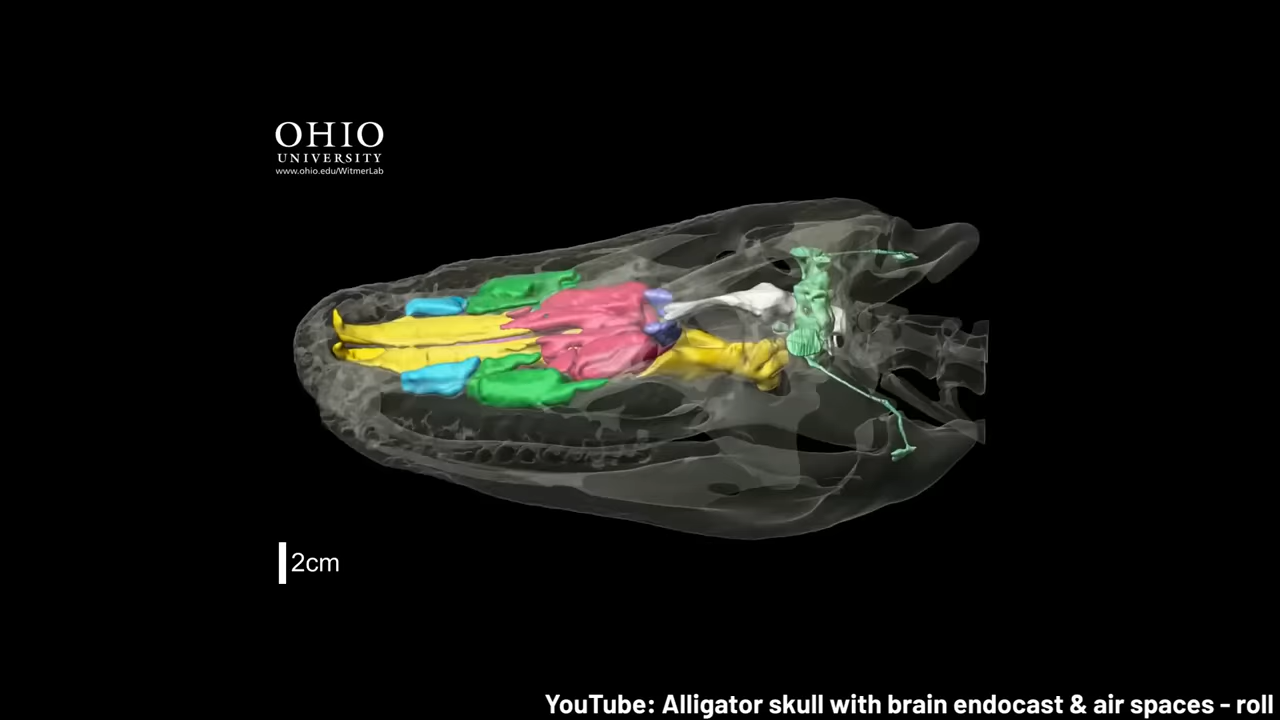 OHIO
UNIVERSITY
www.ohio.edu/WitmerLab
2cm
YouTube: Alligator skull with brain endocast & air spaces - roll